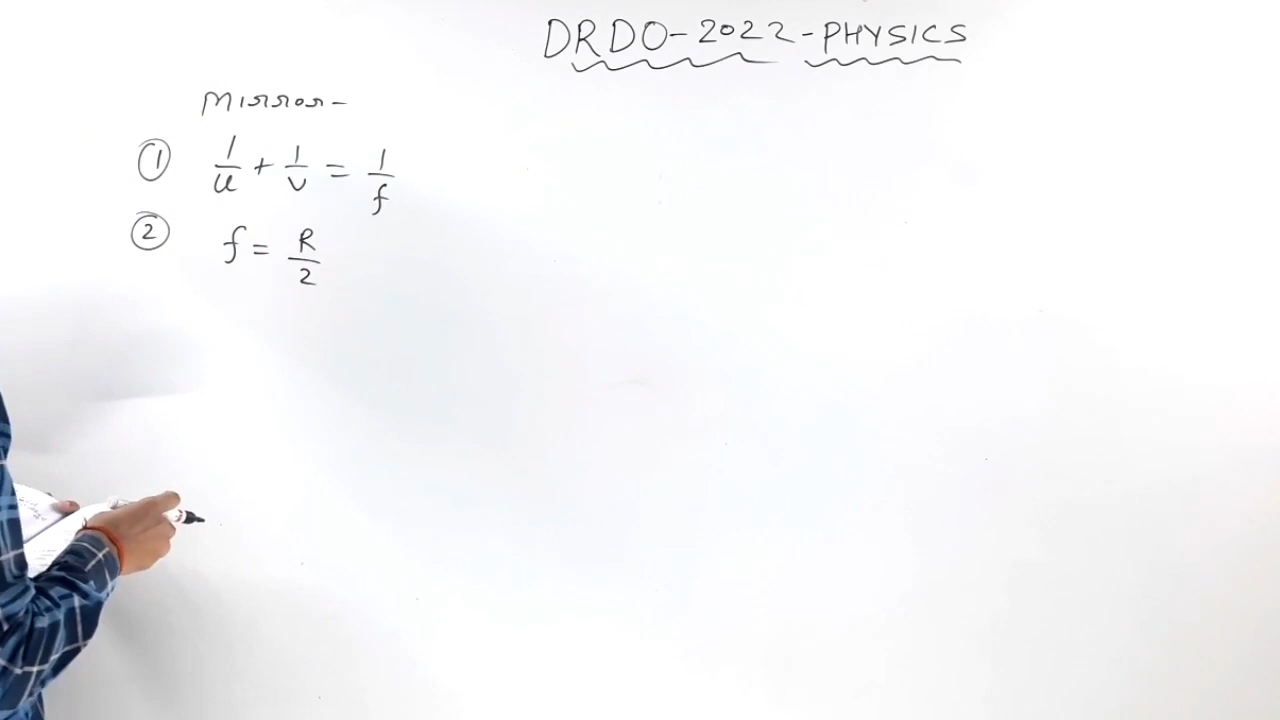 DRDO-2022-PHYSICS
Mirror-
① 1/u + 1/v = 1/f
② f = R/2